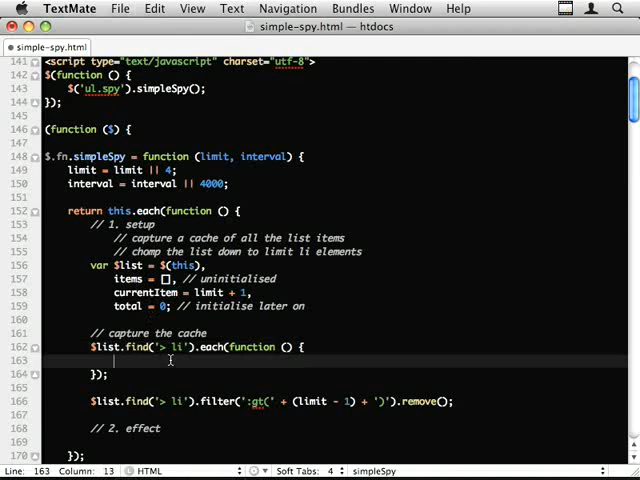 TextMate File Edit View Text Navigation Bundles Window Help
simple-spy.html — htdocs
simple-spy.html
141 <script type="text/javascript" charset="utf-8">
142 $(function () {
143 $('ul.spy').simpleSpy();
144 });
145
146 (function ($) {
147
148 $.fn.simpleSpy = function (limit, interval) {
149 limit = limit || 4;
150 interval = interval || 4000;
151
152 return this.each(function () {
153 // 1. setup
154 // capture a cache of all the list items
155 // chomp the list down to limit li elements
156 var $list = $(this),
157 items = [], // uninitialised
158 currentItem = limit + 1,
159 total = 0; // initialise later on
160
161 // capture the cache
162 $list.find('> li').each(function () {
163
164 });
165
166 $list.find('> li').filter(':gt(' + (limit - 1) + ')').remove();
167
168 // 2. effect
169
170 });
Line: 163 Column: 13 HTML Soft Tabs: 4 simpleSpy